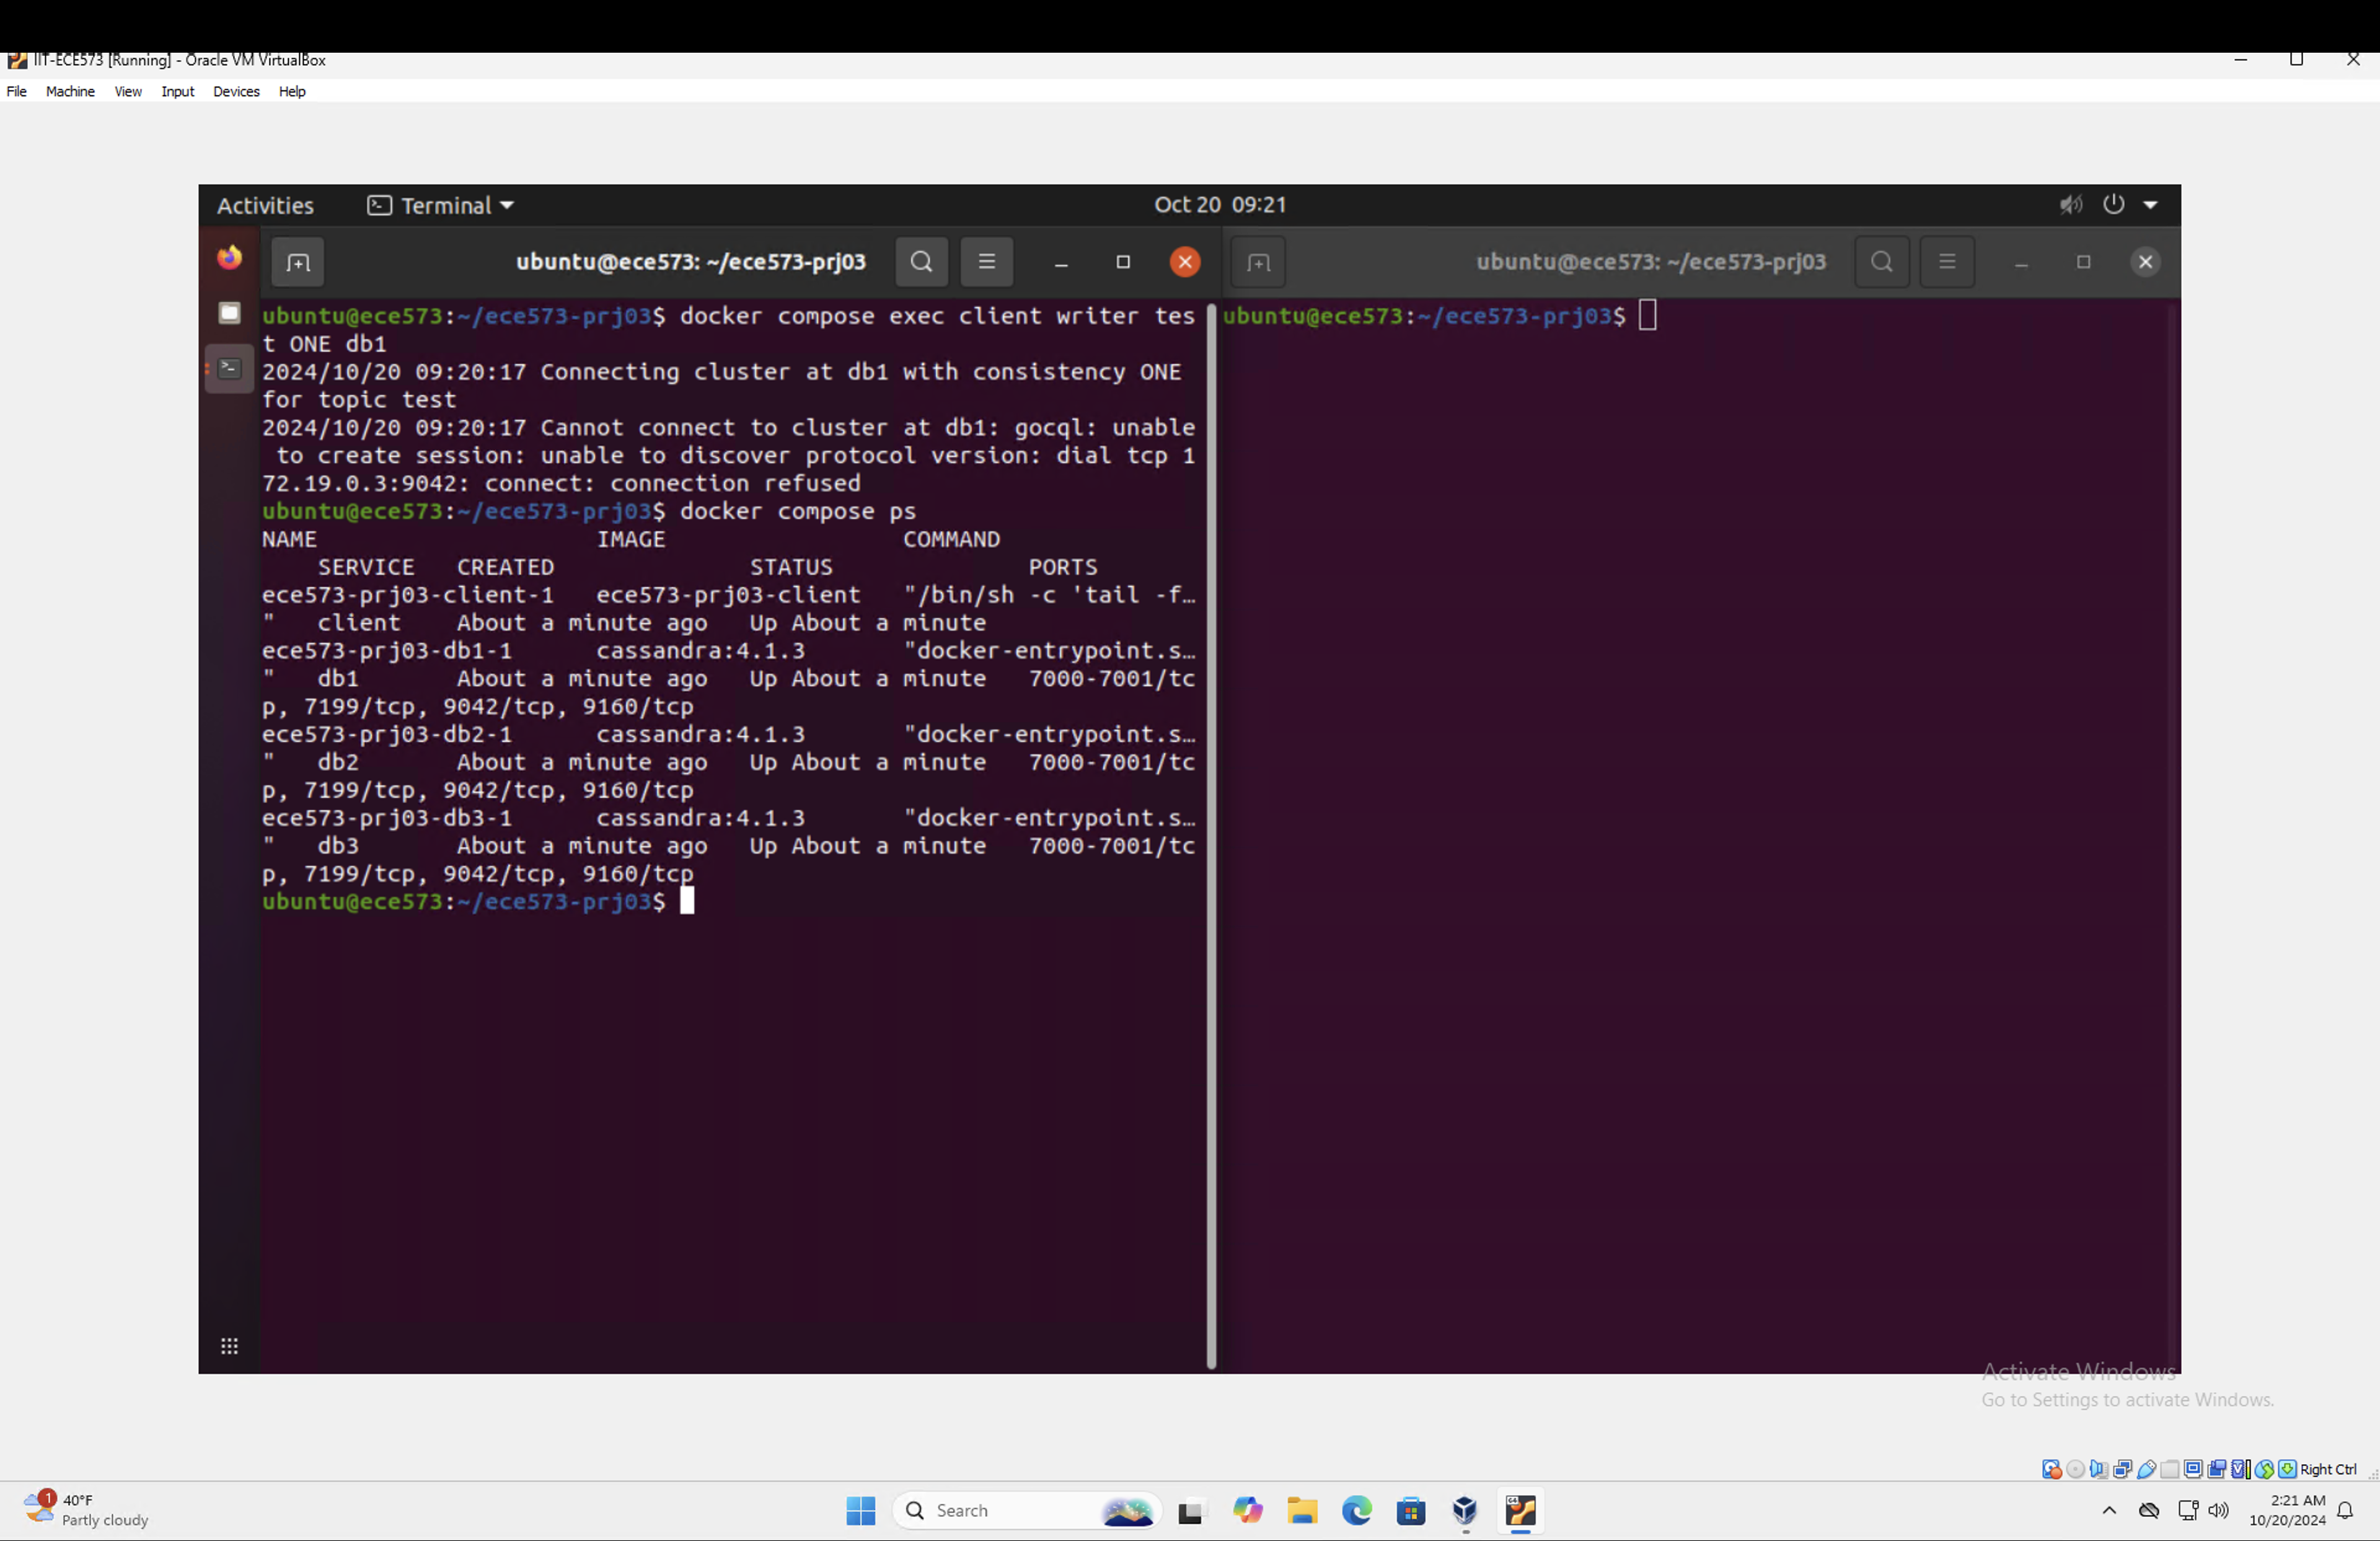 IIT-ECE573 [Running] - Oracle VM VirtualBox
File Machine View Input Devices Help
Activities Terminal Oct 20 09:21
ubuntu@ece573: ~/ece573-prj03
ubuntu@ece573:~/ece573-prj03$ docker compose exec client writer tes
t ONE db1
2024/10/20 09:20:17 Connecting cluster at db1 with consistency ONE
for topic test
2024/10/20 09:20:17 Cannot connect to cluster at db1: gocql: unable
to create session: unable to discover protocol version: dial tcp 1
72.19.0.3:9042: connect: connection refused
ubuntu@ece573:~/ece573-prj03$ docker compose ps
NAME IMAGE COMMAND
SERVICE CREATED STATUS PORTS
ece573-prj03-client-1 ece573-prj03-client "/bin/sh -c 'tail -f…
" client About a minute ago Up About a minute
ece573-prj03-db1-1 cassandra:4.1.3 "docker-entrypoint.s…
" db1 About a minute ago Up About a minute 7000-7001/tc
p, 7199/tcp, 9042/tcp, 9160/tcp
ece573-prj03-db2-1 cassandra:4.1.3 "docker-entrypoint.s…
" db2 About a minute ago Up About a minute 7000-7001/tc
p, 7199/tcp, 9042/tcp, 9160/tcp
ece573-prj03-db3-1 cassandra:4.1.3 "docker-entrypoint.s…
" db3 About a minute ago Up About a minute 7000-7001/tc
p, 7199/tcp, 9042/tcp, 9160/tcp
ubuntu@ece573:~/ece573-prj03$
ubuntu@ece573: ~/ece573-prj03
ubuntu@ece573:~/ece573-prj03$
Activate Windows
Go to Settings to activate Windows.
Right Ctrl
1
40°F
Partly cloudy
Search
2:21 AM
10/20/2024